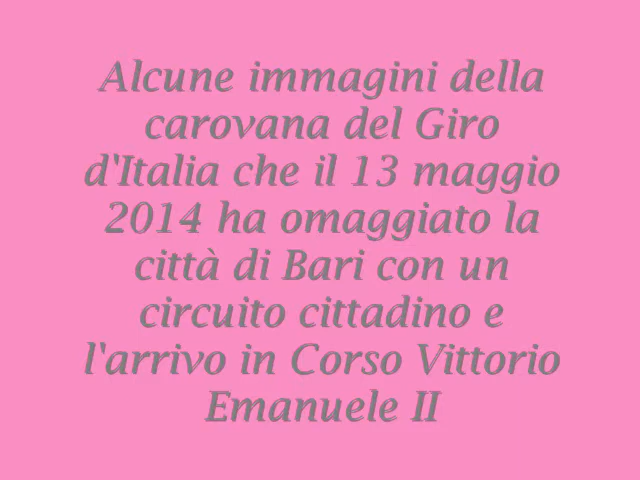 Alcune immagini della
carovana del Giro
d'Italia che il 13 maggio
2014 ha omaggiato la
città di Bari con un
circuito cittadino e
l'arrivo in Corso Vittorio
Emanuele II